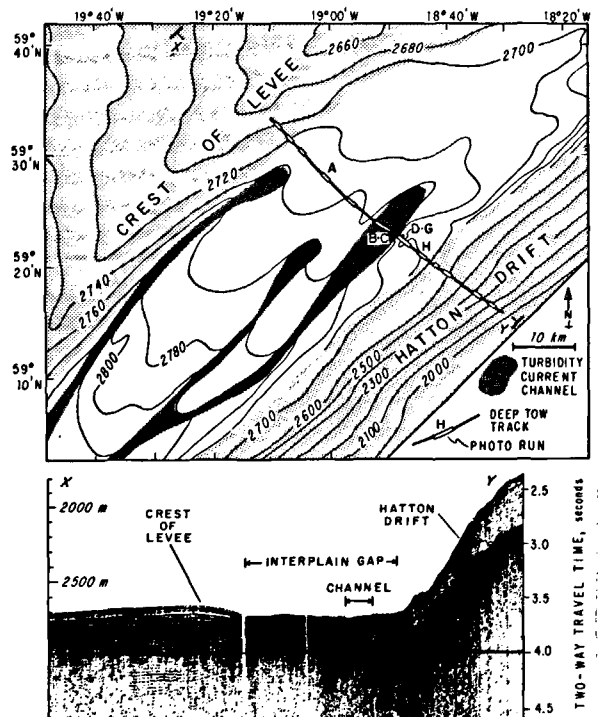 19°40' W 19°20' W 19°00' W 18°40' W 18°20' W
59° 40' N
59° 30' N
59° 20' N
59° 10' N
X
2660
2680
2700
CREST OF LEVEE
2720
A
2740
2760
B-C
D-G
H
HATTON DRIFT
Y
N
10 km
2800
2780
2500
2300
2000
2700
2600
2100
TURBIDITY
CURRENT
CHANNEL
DEEP TOW
TRACK
H
PHOTO RUN
X
Y
2000 m
2500 m
CREST
OF
LEVEE
HATTON
DRIFT
INTERPLAIN GAP
CHANNEL
2.5
3.0
3.5
4.0
4.5
TWO-WAY TRAVEL TIME, seconds